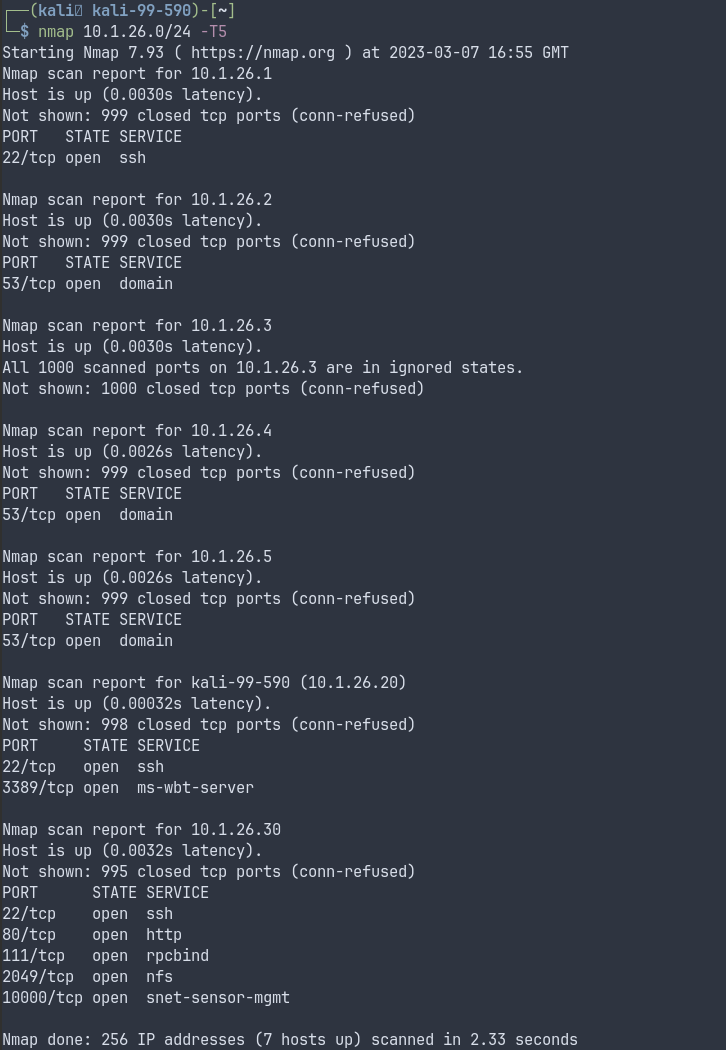 ┌──(kali㉿ kali-99-590)-[~]
└─$ nmap 10.1.26.0/24 -T5
Starting Nmap 7.93 ( https://nmap.org ) at 2023-03-07 16:55 GMT
Nmap scan report for 10.1.26.1
Host is up (0.0030s latency).
Not shown: 999 closed tcp ports (conn-refused)
PORT   STATE SERVICE
22/tcp open  ssh

Nmap scan report for 10.1.26.2
Host is up (0.0030s latency).
Not shown: 999 closed tcp ports (conn-refused)
PORT   STATE SERVICE
53/tcp open  domain

Nmap scan report for 10.1.26.3
Host is up (0.0030s latency).
All 1000 scanned ports on 10.1.26.3 are in ignored states.
Not shown: 1000 closed tcp ports (conn-refused)

Nmap scan report for 10.1.26.4
Host is up (0.0026s latency).
Not shown: 999 closed tcp ports (conn-refused)
PORT   STATE SERVICE
53/tcp open  domain

Nmap scan report for 10.1.26.5
Host is up (0.0026s latency).
Not shown: 999 closed tcp ports (conn-refused)
PORT   STATE SERVICE
53/tcp open  domain

Nmap scan report for kali-99-590 (10.1.26.20)
Host is up (0.00032s latency).
Not shown: 998 closed tcp ports (conn-refused)
PORT     STATE SERVICE
22/tcp   open  ssh
3389/tcp open  ms-wbt-server

Nmap scan report for 10.1.26.30
Host is up (0.0032s latency).
Not shown: 995 closed tcp ports (conn-refused)
PORT      STATE SERVICE
22/tcp    open  ssh
80/tcp    open  http
111/tcp   open  rpcbind
2049/tcp  open  nfs
10000/tcp open  snet-sensor-mgmt

Nmap done: 256 IP addresses (7 hosts up) scanned in 2.33 seconds